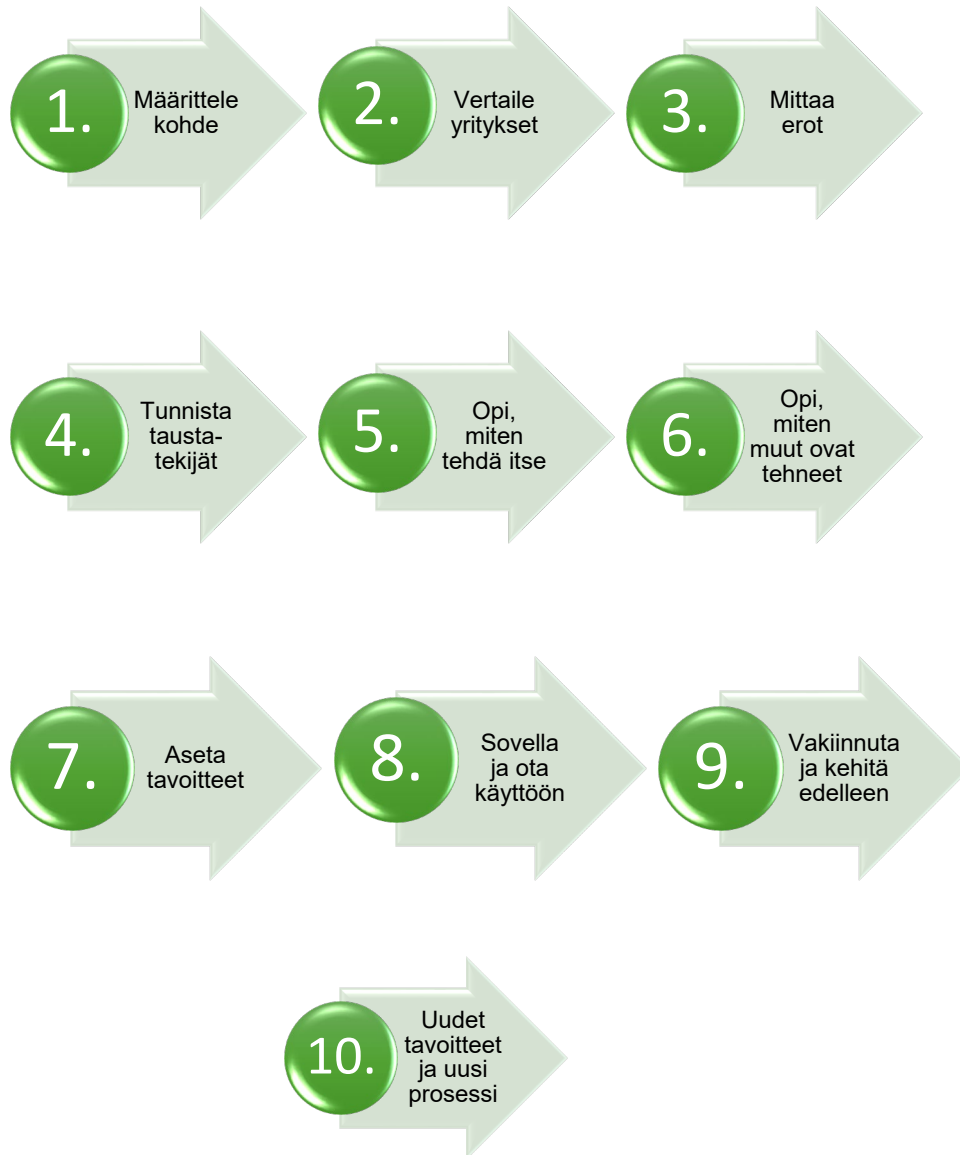 1.
Määrittele
kohde
2.
Vertaile
yritykset
3.
Mittaa
erot
4.
Tunnista
tausta-
tekijät
5.
Opi,
miten
tehdä itse
6.
Opi,
miten
muut ovat
tehneet
7.
Aseta
tavoitteet
8.
Sovella
ja ota
käyttöön
9.
Vakiinnuta
ja kehitä
edelleen
10.
Uudet
tavoitteet
ja uusi
prosessi